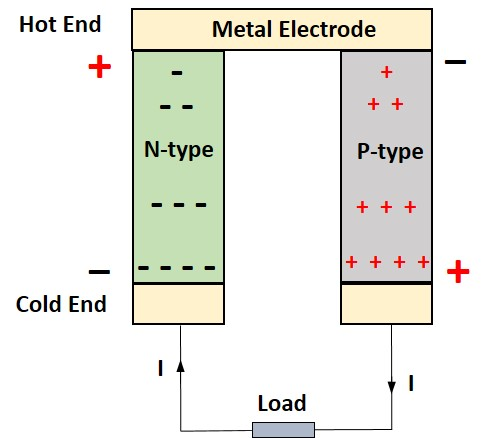 Hot End
Metal Electrode
+ - + -
- - + +
N-type P-type
- - - + + +
- - - - - + + + + +
Cold End
I I
Load